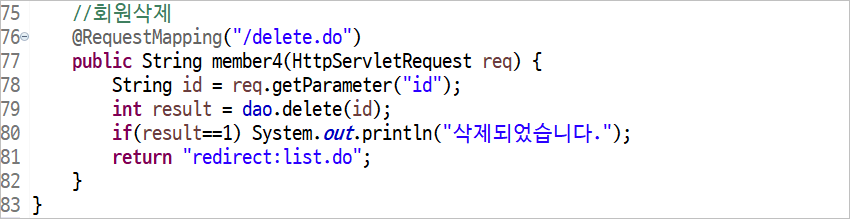 75 //회원삭제
76 @RequestMapping("/delete.do")
77 public String member4(HttpServletRequest req) {
78 String id = req.getParameter("id");
79 int result = dao.delete(id);
80 if(result==1) System.out.println("삭제되었습니다.");
81 return "redirect:list.do";
82 }
83 }